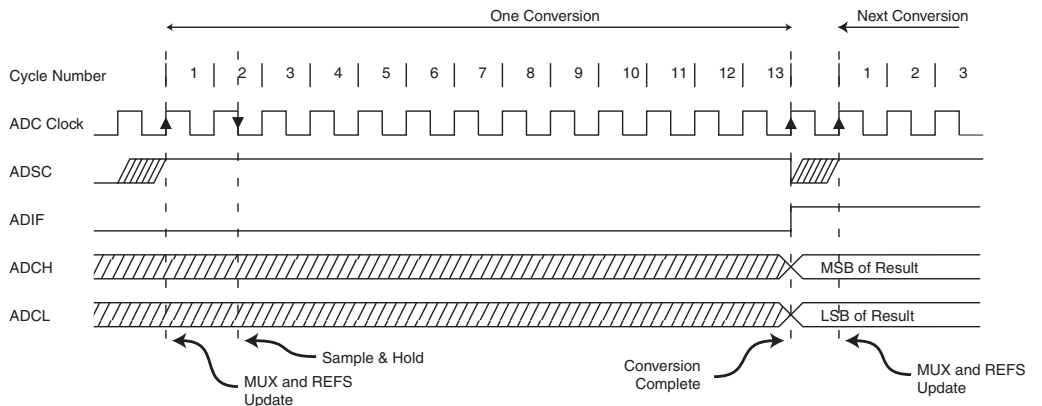 One Conversion
Next Conversion
Cycle Number
1 2 3 4 5 6 7 8 9 10 11 12 13 1 2 3
ADC Clock
ADSC
ADIF
ADCH
MSB of Result
ADCL
LSB of Result
Sample & Hold
MUX and REFS
Update
Conversion
Complete
MUX and REFS
Update